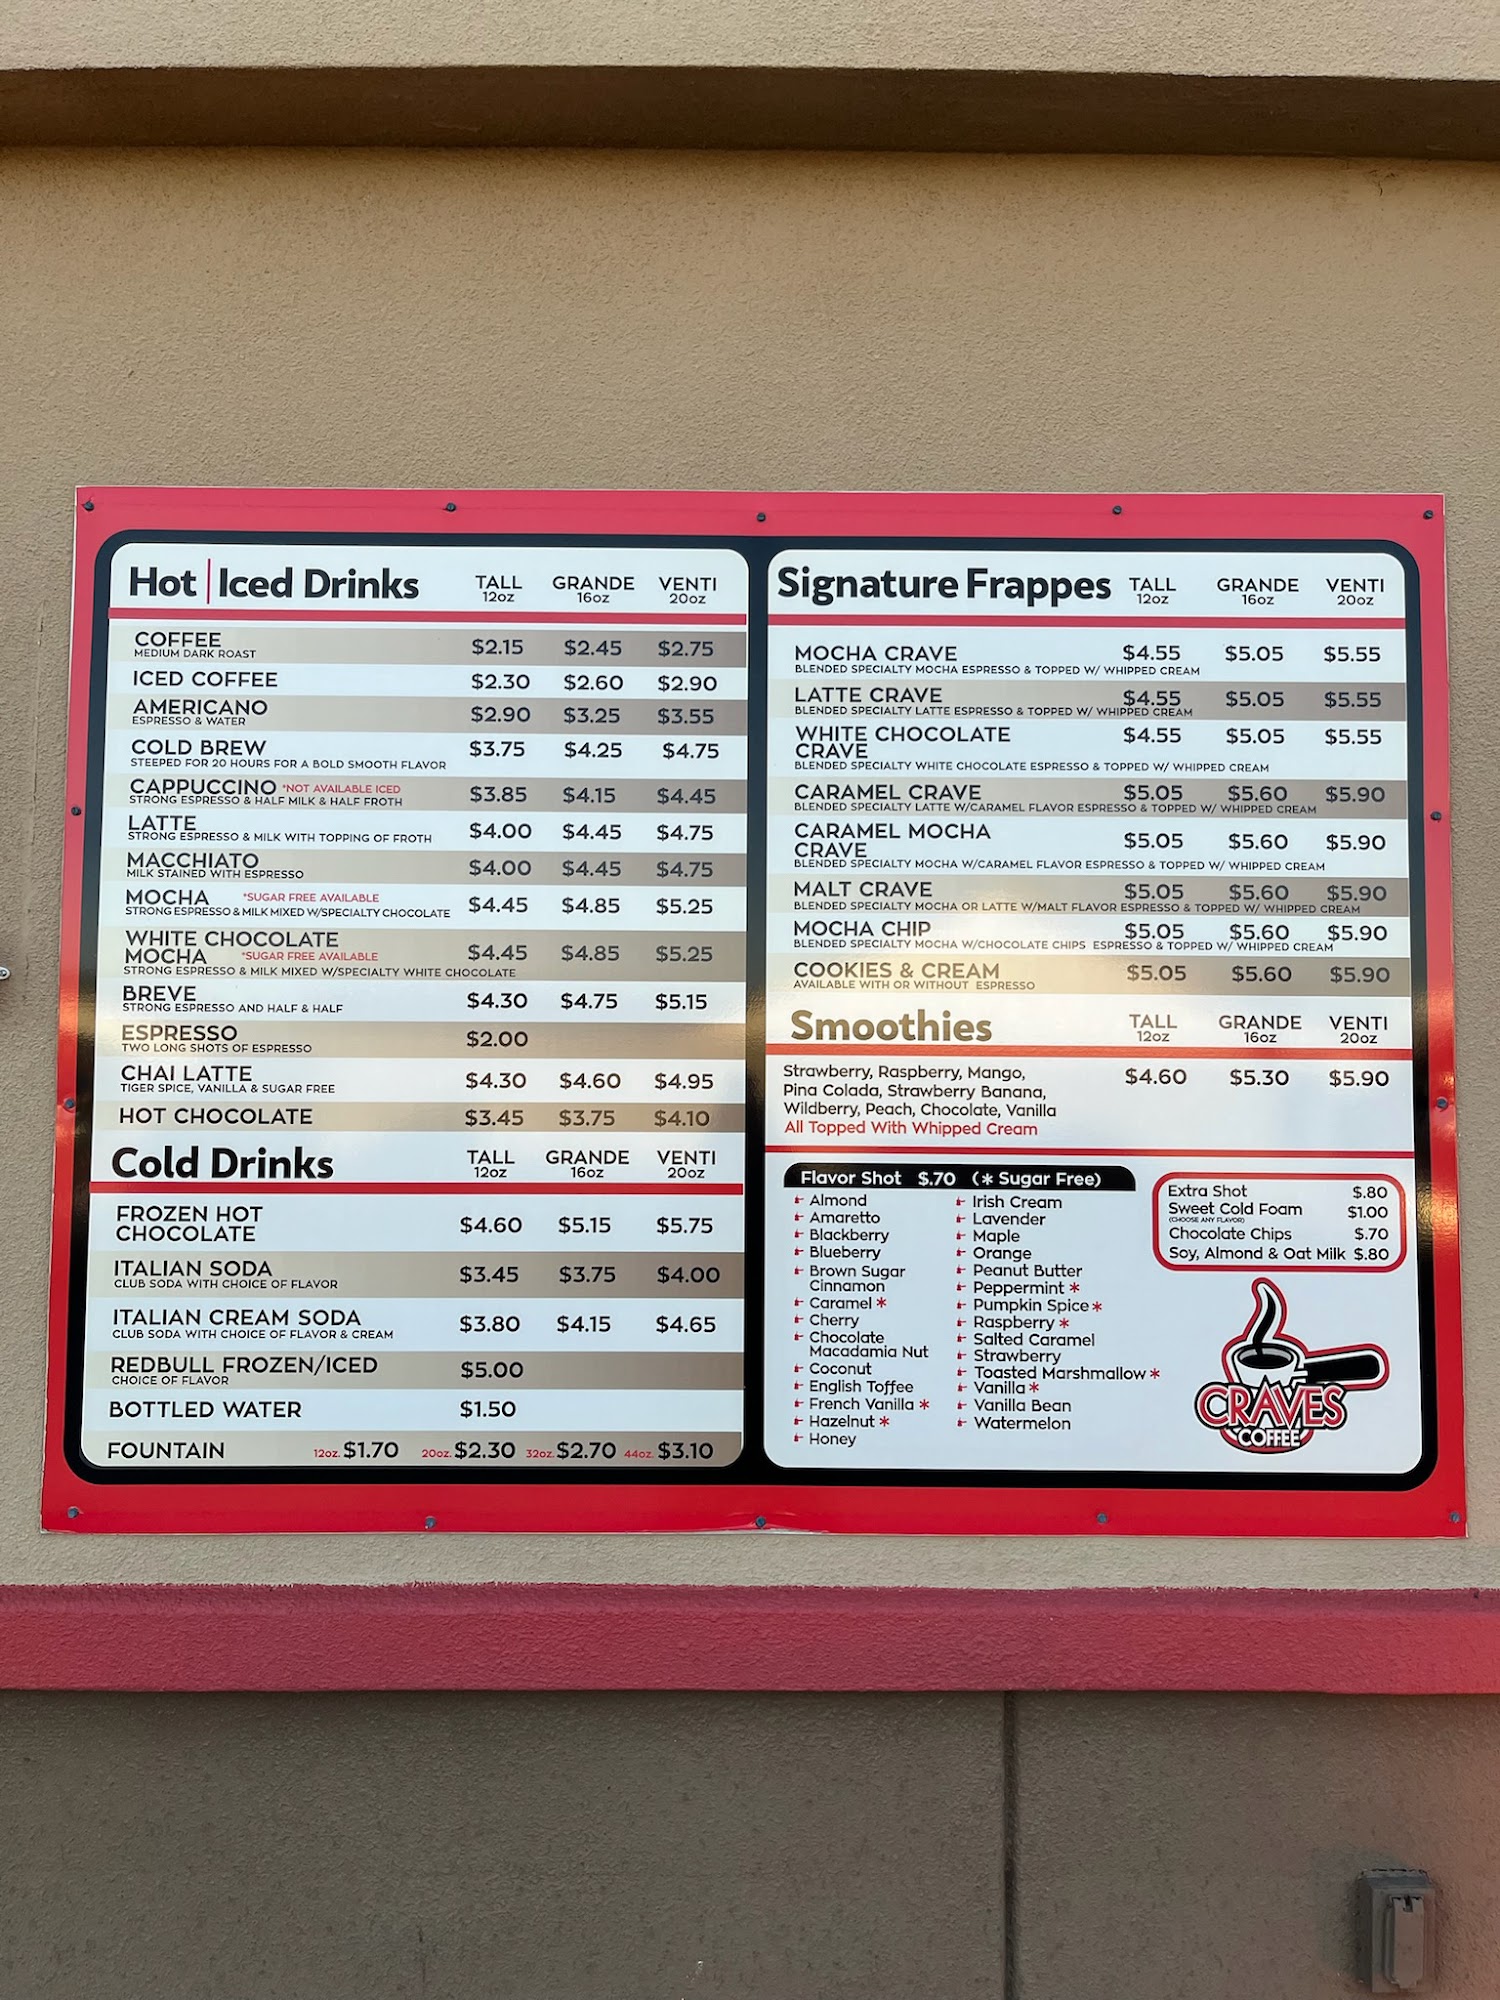 Hot | Iced Drinks TALL GRANDE VENTI
12oz 16oz 20oz
COFFEE $2.15 $2.45 $2.75
MEDIUM DARK ROAST
ICED COFFEE $2.30 $2.60 $2.90
AMERICANO $2.90 $3.25 $3.55
ESPRESSO & WATER
COLD BREW $3.75 $4.25 $4.75
STEEPED FOR 20 HOURS FOR A BOLD SMOOTH FLAVOR
CAPPUCCINO *NOT AVAILABLE ICED $3.85 $4.15 $4.45
STRONG ESPRESSO & HALF MILK & HALF FROTH
LATTE $4.00 $4.45 $4.75
STRONG ESPRESSO & MILK WITH TOPPING OF FROTH
MACCHIATO $4.00 $4.45 $4.75
MILK STAINED WITH ESPRESSO
MOCHA *SUGAR FREE AVAILABLE $4.45 $4.85 $5.25
STRONG ESPRESSO & MILK MIXED W/SPECIALTY CHOCOLATE
WHITE CHOCOLATE
MOCHA *SUGAR FREE AVAILABLE $4.45 $4.85 $5.25
STRONG ESPRESSO & MILK MIXED W/SPECIALTY WHITE CHOCOLATE
BREVE $4.30 $4.75 $5.15
STRONG ESPRESSO AND HALF & HALF
ESPRESSO $2.00
TWO LONG SHOTS OF ESPRESSO
CHAI LATTE $4.30 $4.60 $4.95
TIGER SPICE, VANILLA & SUGAR FREE
HOT CHOCOLATE $3.45 $3.75 $4.10
Cold Drinks TALL GRANDE VENTI
12oz 16oz 20oz
FROZEN HOT
CHOCOLATE $4.60 $5.15 $5.75
ITALIAN SODA $3.45 $3.75 $4.00
CLUB SODA WITH CHOICE OF FLAVOR
ITALIAN CREAM SODA $3.80 $4.15 $4.65
CLUB SODA WITH CHOICE OF FLAVOR & CREAM
REDBULL FROZEN/ICED $5.00
CHOICE OF FLAVOR
BOTTLED WATER $1.50
FOUNTAIN 12oz. $1.70 20oz. $2.30 32oz. $2.70 44oz. $3.10
Signature Frappes TALL GRANDE VENTI
12oz 16oz 20oz
MOCHA CRAVE $4.55 $5.05 $5.55
BLENDED SPECIALTY MOCHA ESPRESSO & TOPPED W/ WHIPPED CREAM
LATTE CRAVE $4.55 $5.05 $5.55
BLENDED SPECIALTY LATTE ESPRESSO & TOPPED W/ WHIPPED CREAM
WHITE CHOCOLATE $4.55 $5.05 $5.55
CRAVE
BLENDED SPECIALTY WHITE CHOCOLATE ESPRESSO & TOPPED W/ WHIPPED CREAM
CARAMEL CRAVE $5.05 $5.60 $5.90
BLENDED SPECIALTY LATTE W/CARAMEL FLAVOR ESPRESSO & TOPPED W/ WHIPPED CREAM
CARAMEL MOCHA $5.05 $5.60 $5.90
CRAVE
BLENDED SPECIALTY MOCHA W/CARAMEL FLAVOR ESPRESSO & TOPPED W/ WHIPPED CREAM
MALT CRAVE $5.05 $5.60 $5.90
BLENDED SPECIALTY MOCHA OR LATTE W/MALT FLAVOR ESPRESSO & TOPPED W/ WHIPPED CREAM
MOCHA CHIP $5.05 $5.60 $5.90
BLENDED SPECIALTY MOCHA W/CHOCOLATE CHIPS ESPRESSO & TOPPED W/ WHIPPED CREAM
COOKIES & CREAM $5.05 $5.60 $5.90
AVAILABLE WITH OR WITHOUT ESPRESSO
Smoothies TALL GRANDE VENTI
12oz 16oz 20oz
Strawberry, Raspberry, Mango, $4.60 $5.30 $5.90
Pina Colada, Strawberry Banana,
Wildberry, Peach, Chocolate, Vanilla
All Topped With Whipped Cream
Flavor Shot $.70 (* Sugar Free)
Almond
Amaretto
Blackberry
Blueberry
Brown Sugar
Cinnamon
Caramel *
Cherry
Chocolate
Macadamia Nut
Coconut
English Toffee
French Vanilla *
Hazelnut *
Honey
Irish Cream
Lavender
Maple
Orange
Peanut Butter
Peppermint *
Pumpkin Spice *
Raspberry *
Salted Caramel
Strawberry
Toasted Marshmallow *
Vanilla *
Vanilla Bean
Watermelon
Extra Shot $.80
Sweet Cold Foam $1.00
(CHOOSE ANY FLAVOR)
Chocolate Chips $.70
Soy, Almond & Oat Milk $.80
CRAVES
COFFEE